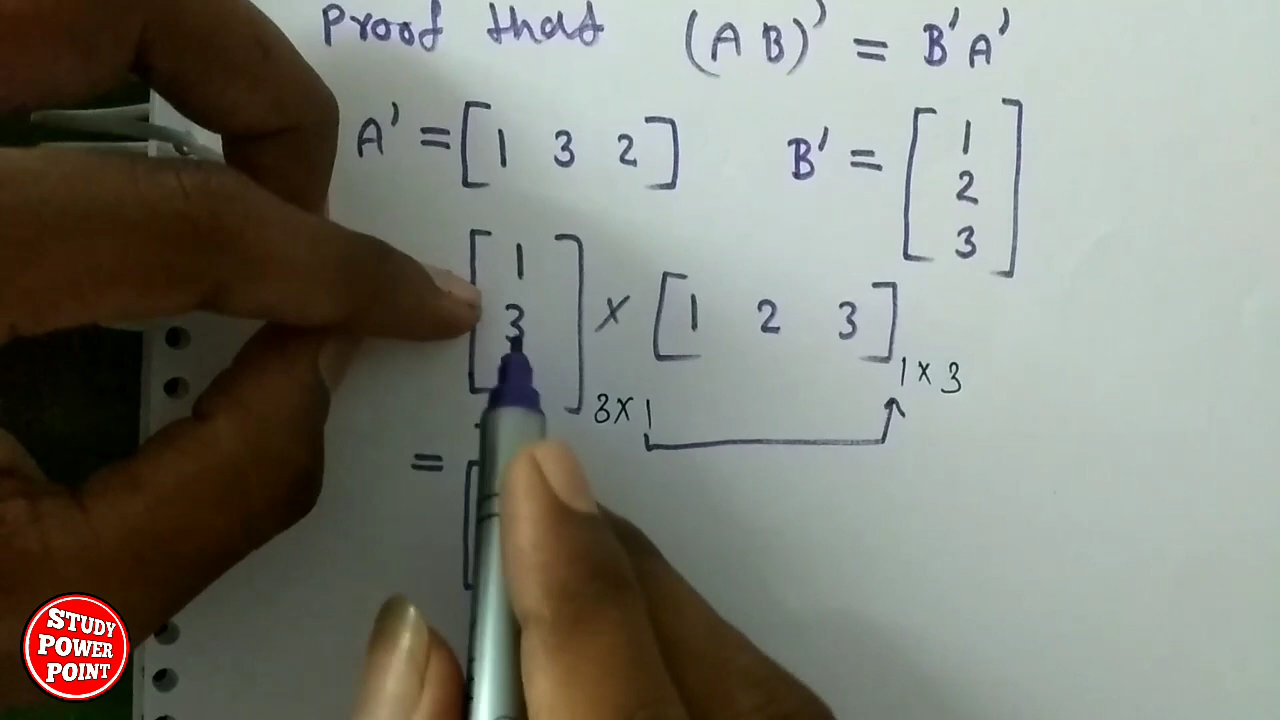 Proof that (A B)' = B'A'
A' = [1 3 2] B' = [1 2 3]
[1 3 ] 3×1 × [1 2 3] 1×3
= [
STUDY
POWER
POINT